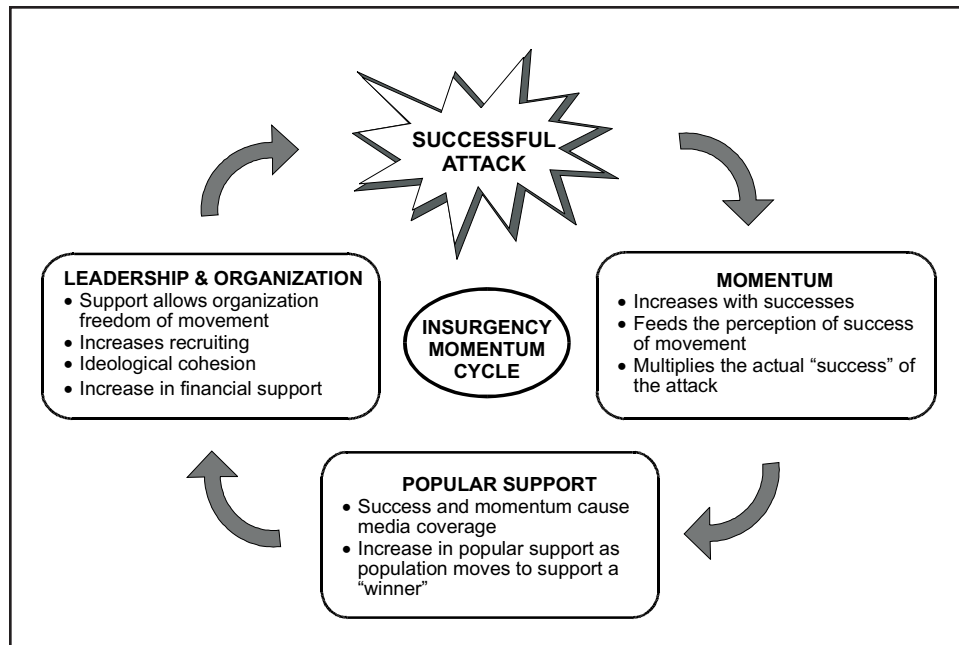 SUCCESSFUL
ATTACK
MOMENTUM
• Increases with successes
• Feeds the perception of success
of movement
• Multiplies the actual “success” of
the attack
POPULAR SUPPORT
• Success and momentum cause
media coverage
• Increase in popular support as
population moves to support a
“winner”
LEADERSHIP & ORGANIZATION
• Support allows organization
freedom of movement
• Increases recruiting
• Ideological cohesion
• Increase in financial support
INSURGENCY
MOMENTUM
CYCLE